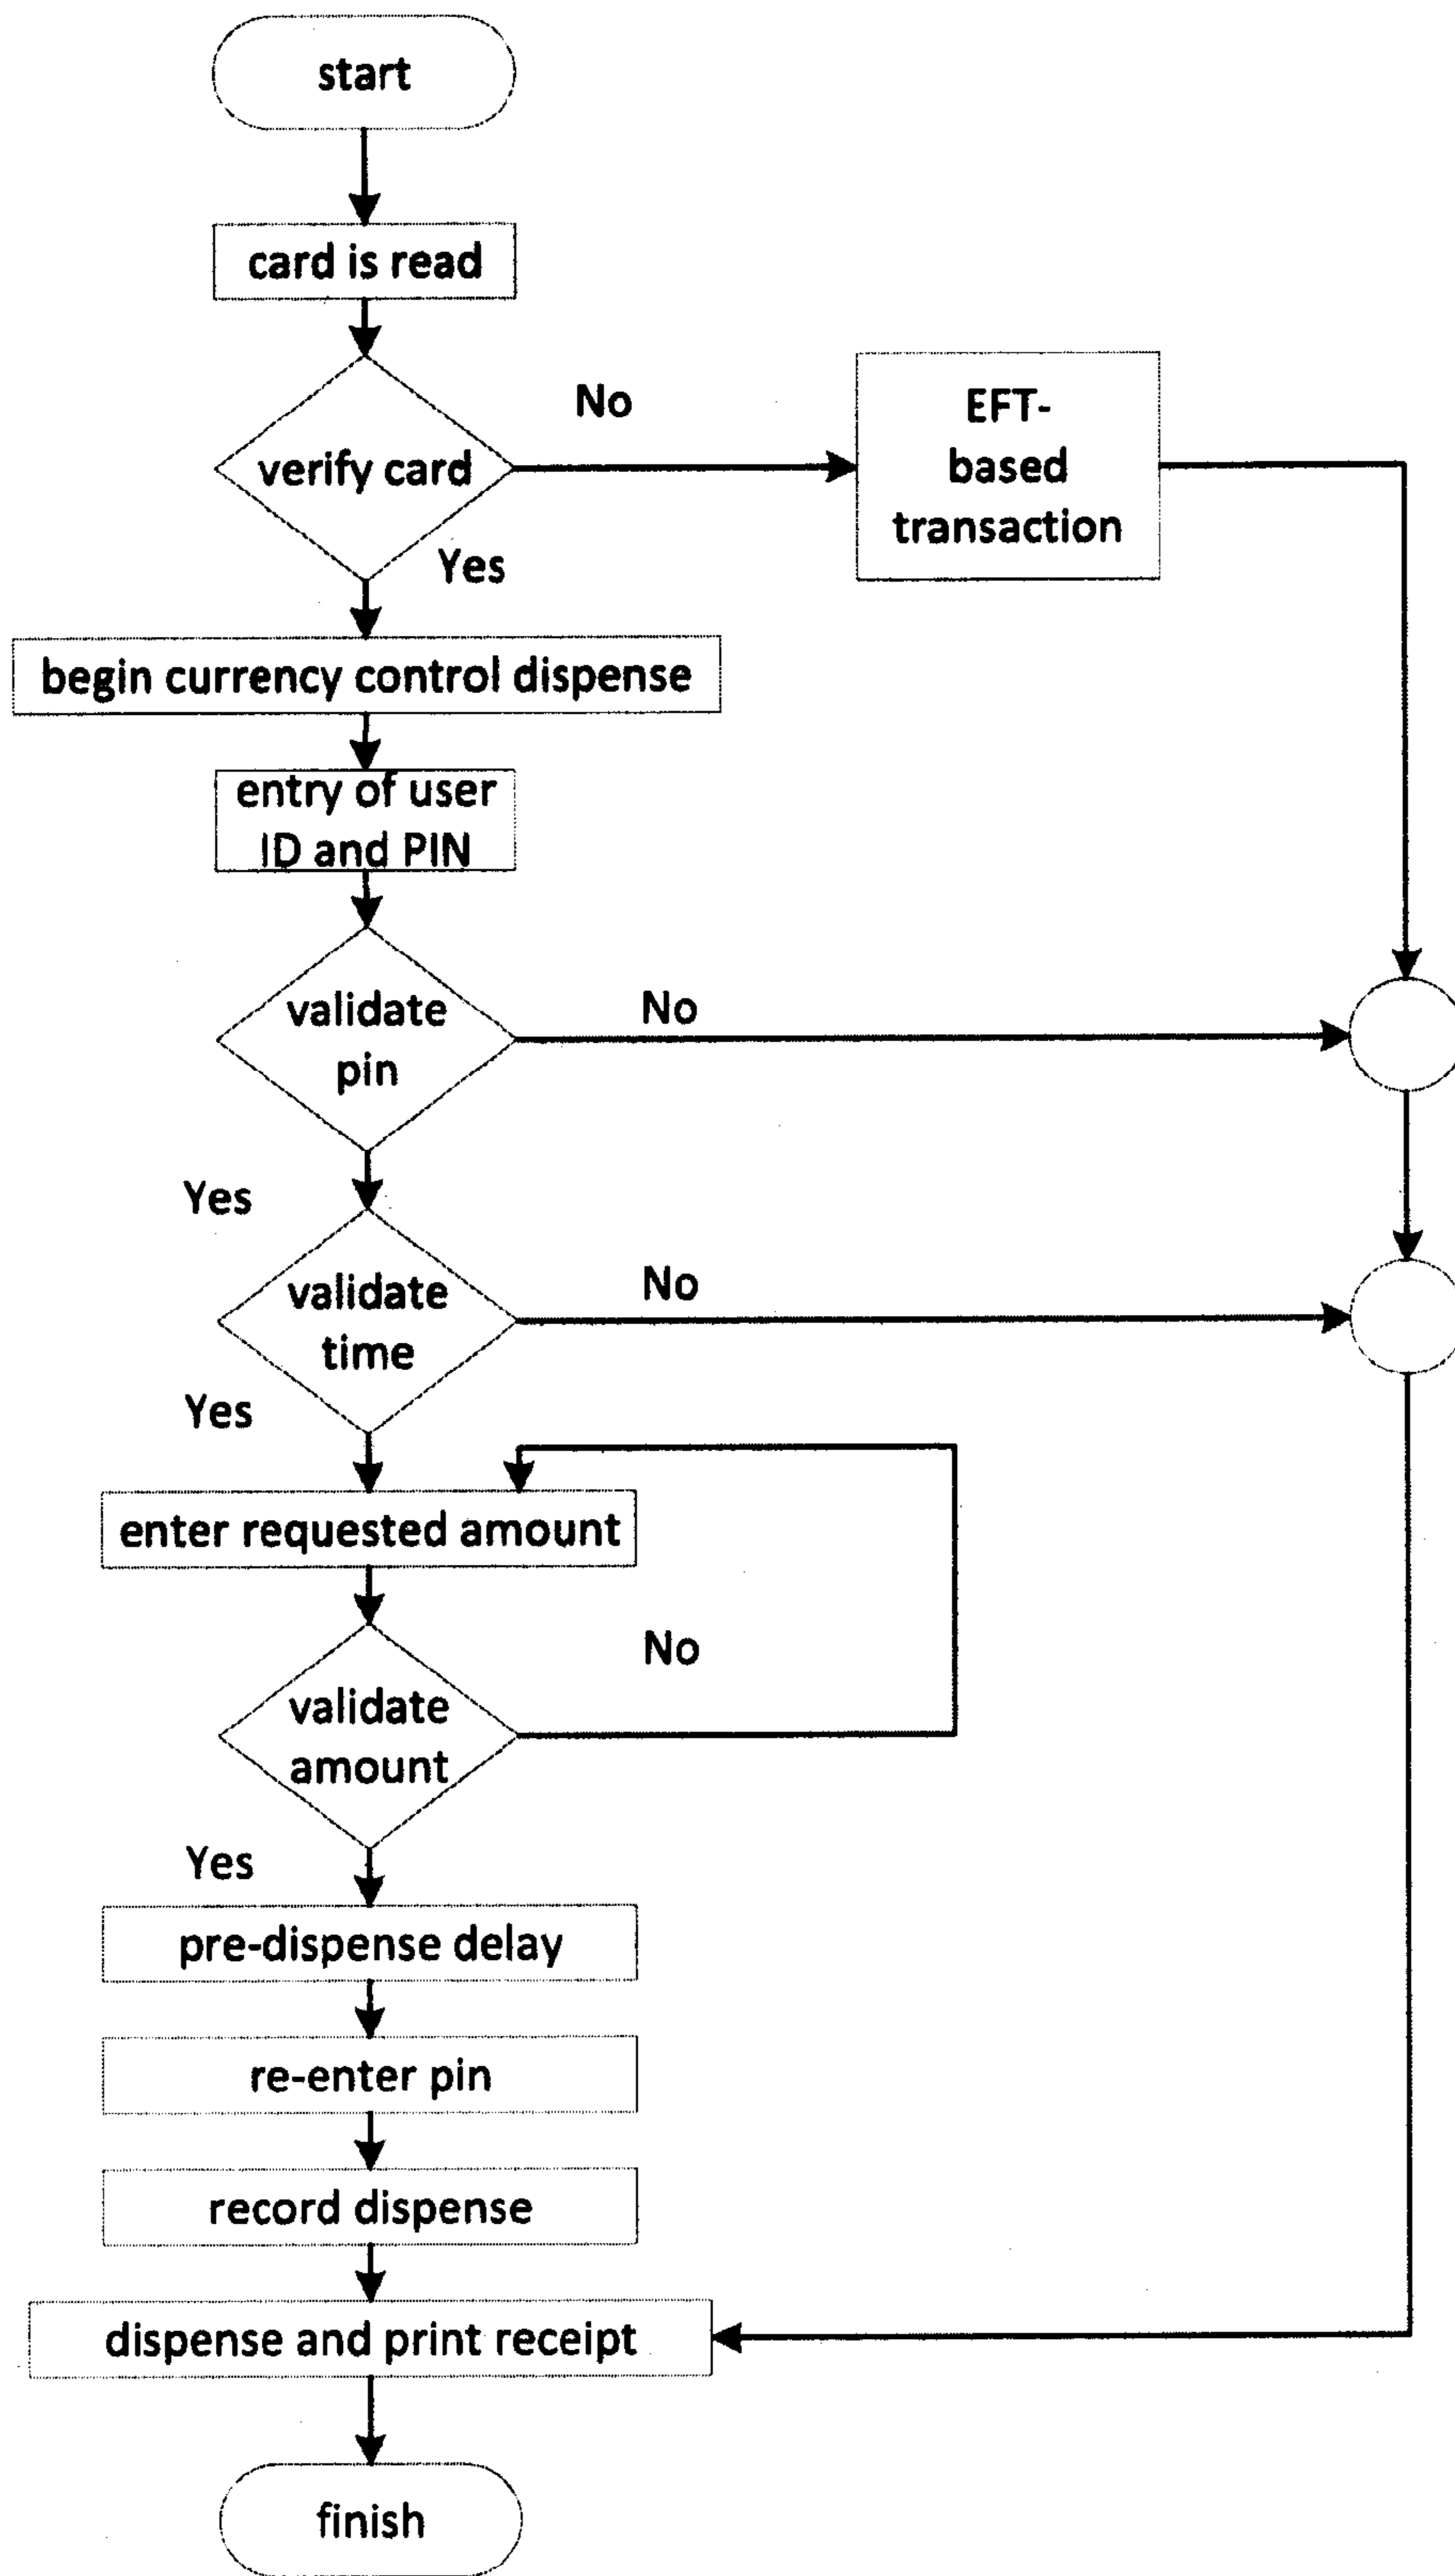 start
card is read
verify card
No
EFT-
based
transaction
Yes
begin currency control dispense
entry of user
ID and PIN
validate
pin
No
Yes
validate
time
No
Yes
enter requested amount
validate
amount
No
Yes
pre-dispense delay
re-enter pin
record dispense
dispense and print receipt
finish